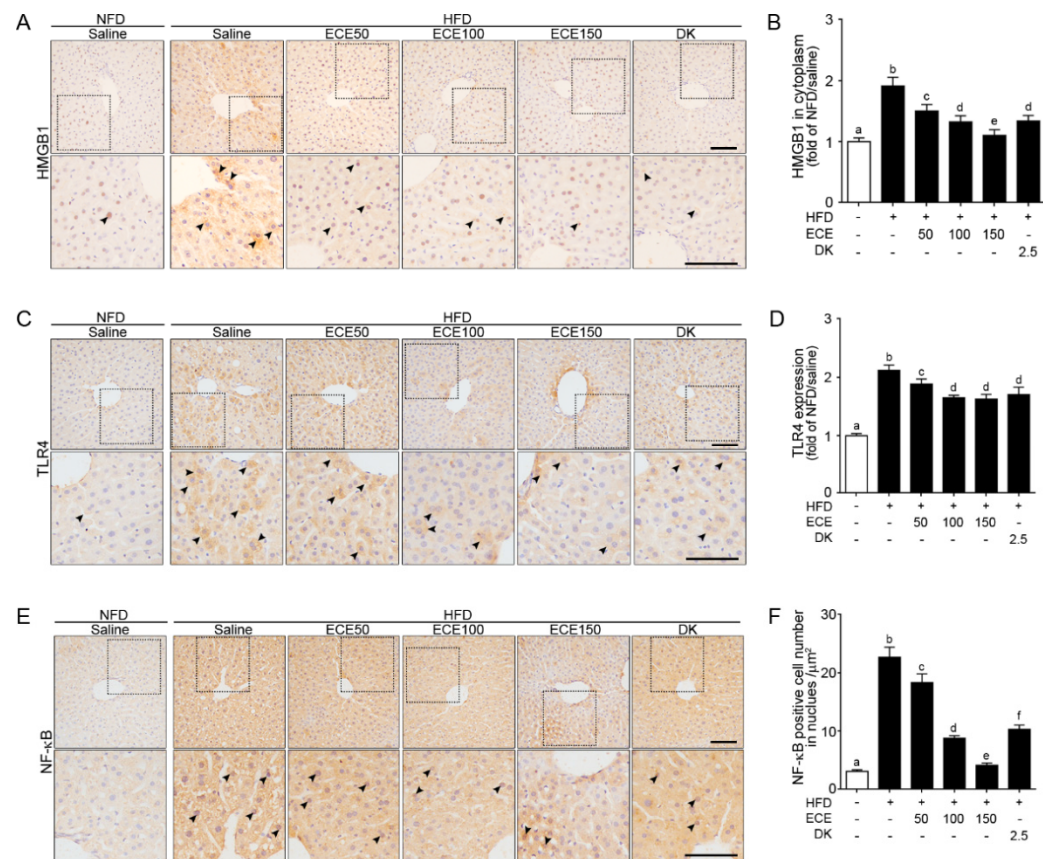 A
NFD
HFD
Saline
Saline
ECE50
ECE100
ECE150
DK
HMGB1
B
HMGB1 in cytoplasm
(fold of NFD/saline)
3
2
1
0
a
b
c
d
e
d
HFD - + + + + +
ECE - - 50 100 150 -
DK - - - - - 2.5
C
NFD
HFD
Saline
Saline
ECE50
ECE100
ECE150
DK
TLR4
D
TLR4 expression
(fold of NFD/saline)
3
2
1
0
a
b
c
d
d
d
HFD - + + + + +
ECE - - 50 100 150 -
DK - - - - - 2.5
E
NFD
HFD
Saline
Saline
ECE50
ECE100
ECE150
DK
NF-κB
F
NF-κB positive cell number
in nuclues /μm²
30
20
10
0
a
b
c
d
e
f
HFD - + + + + +
ECE - - 50 100 150 -
DK - - - - - 2.5